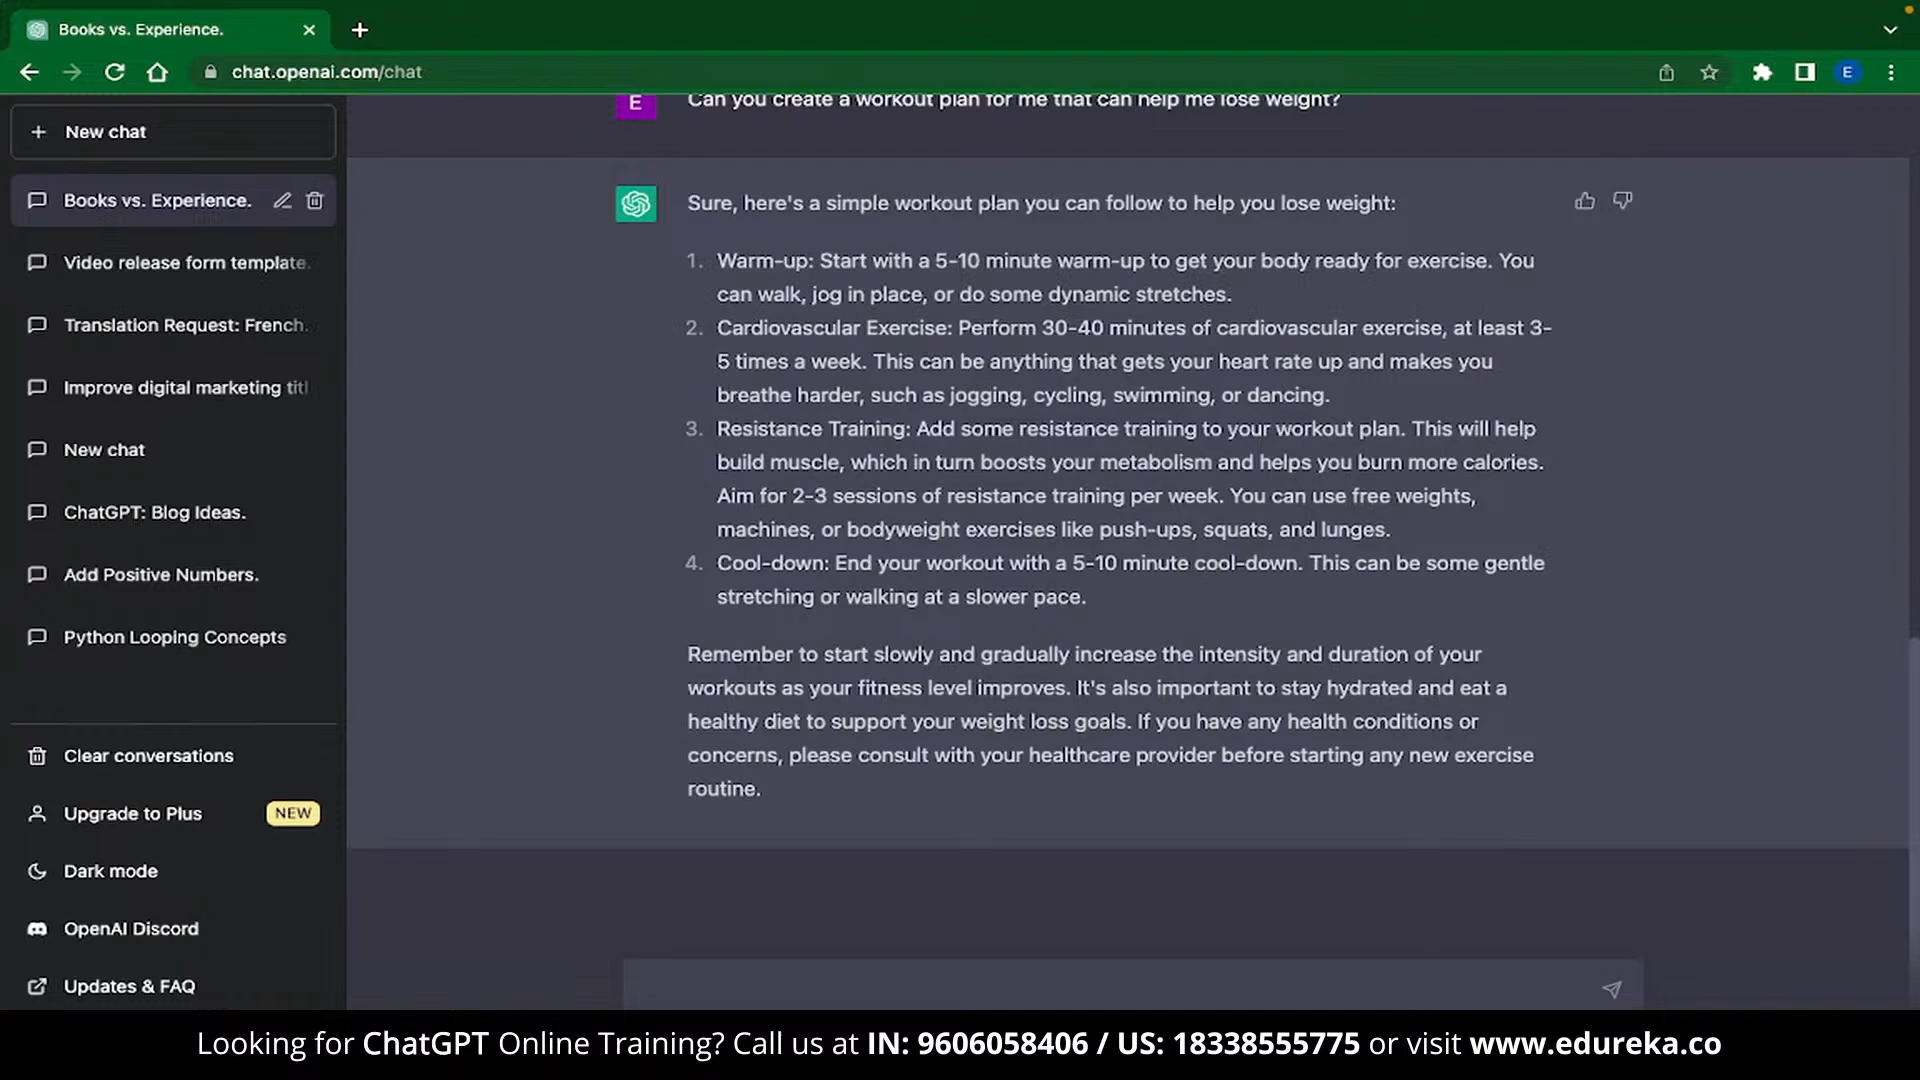 Books vs. Experience.
chat.openai.com/chat
E
New chat
Books vs. Experience.
Video release form template.
Translation Request: French.
Improve digital marketing titl
New chat
ChatGPT: Blog Ideas.
Add Positive Numbers.
Python Looping Concepts
Clear conversations
Upgrade to Plus NEW
Dark mode
OpenAI Discord
Updates & FAQ
E Can you create a workout plan for me that can help me lose weight?
Sure, here's a simple workout plan you can follow to help you lose weight:
1. Warm-up: Start with a 5-10 minute warm-up to get your body ready for exercise. You
can walk, jog in place, or do some dynamic stretches.
2. Cardiovascular Exercise: Perform 30-40 minutes of cardiovascular exercise, at least 3-
5 times a week. This can be anything that gets your heart rate up and makes you
breathe harder, such as jogging, cycling, swimming, or dancing.
3. Resistance Training: Add some resistance training to your workout plan. This will help
build muscle, which in turn boosts your metabolism and helps you burn more calories.
Aim for 2-3 sessions of resistance training per week. You can use free weights,
machines, or bodyweight exercises like push-ups, squats, and lunges.
4. Cool-down: End your workout with a 5-10 minute cool-down. This can be some gentle
stretching or walking at a slower pace.
Remember to start slowly and gradually increase the intensity and duration of your
workouts as your fitness level improves. It's also important to stay hydrated and eat a
healthy diet to support your weight loss goals. If you have any health conditions or
concerns, please consult with your healthcare provider before starting any new exercise
routine.
Looking for ChatGPT Online Training? Call us at IN: 9606058406 / US: 18338555775 or visit www.edureka.co